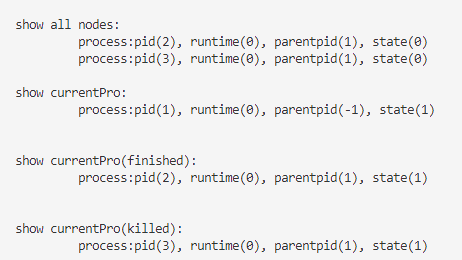 show all nodes:
process:pid(2), runtime(0), parentpid(1), state(0)
process:pid(3), runtime(0), parentpid(1), state(0)
show currentPro:
process:pid(1), runtime(0), parentpid(-1), state(1)
show currentPro(finished):
process:pid(2), runtime(0), parentpid(1), state(1)
show currentPro(killed):
process:pid(3), runtime(0), parentpid(1), state(1)